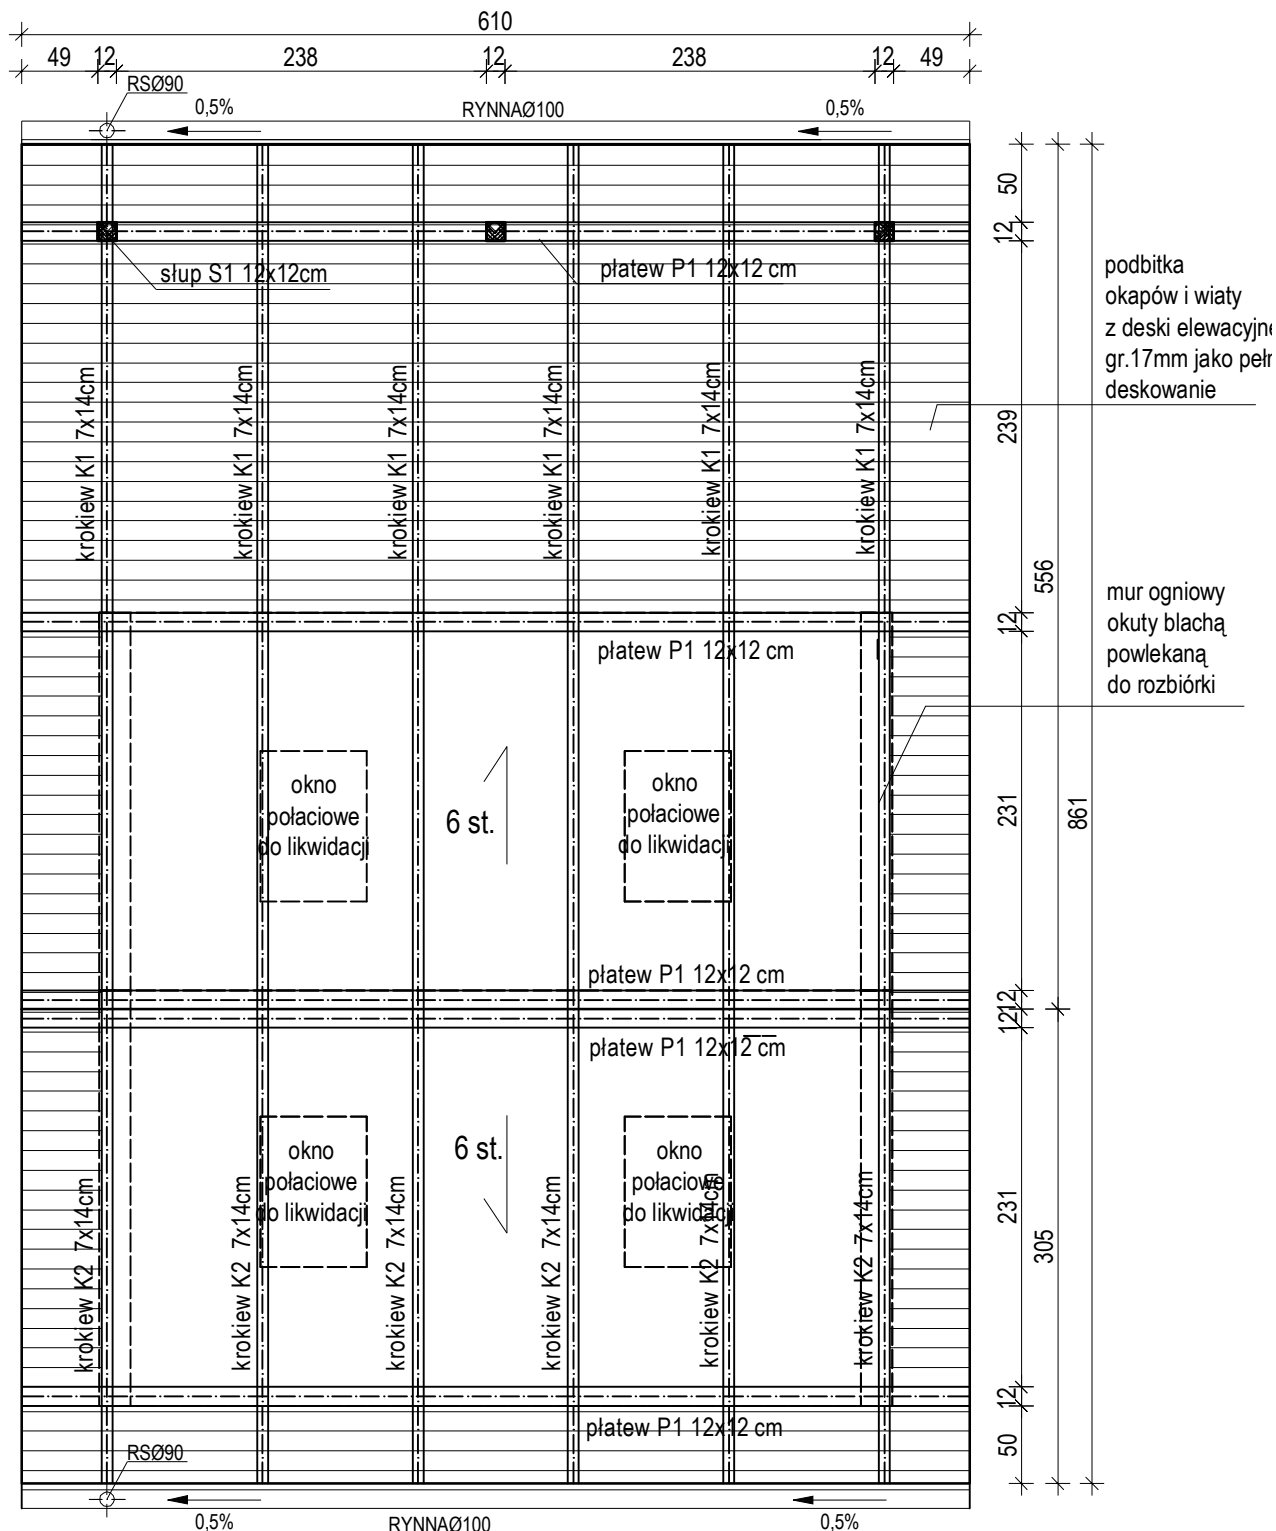 610
49 12 238 12 238 12 49
RSØ90
0,5% RYNNAØ100 0,5%
50
12
słup S1 12x12cm
płatew P1 12x12 cm
podbitka
okapów i wiaty
z deski elewacyjne
gr.17mm jako pełn
deskowanie
krokiew K1 7x14cm
krokiew K1 7x14cm
krokiew K1 7x14cm
krokiew K1 7x14cm
krokiew K1 7x14cm
krokiew K1 7x14cm
239
556
12
mur ogniowy
okuty blachą
powlekaną
do rozbiórki
płatew P1 12x12 cm
okno
połaciowe
do likwidacji
6 st.
okno
połaciowe
do likwidacji
231
861
płatew P1 12x12 cm
12
12
płatew P1 12x12 cm
okno
połaciowe
do likwidacji
6 st.
okno
połaciowe
do likwidacji
krokiew K2 7x14cm
krokiew K2 7x14cm
krokiew K2 7x14cm
krokiew K2 7x14cm
krokiew K2 7x14cm
krokiew K2 7x14cm
231
305
12
płatew P1 12x12 cm
50
RSØ90
0,5% RYNNAØ100 0,5%